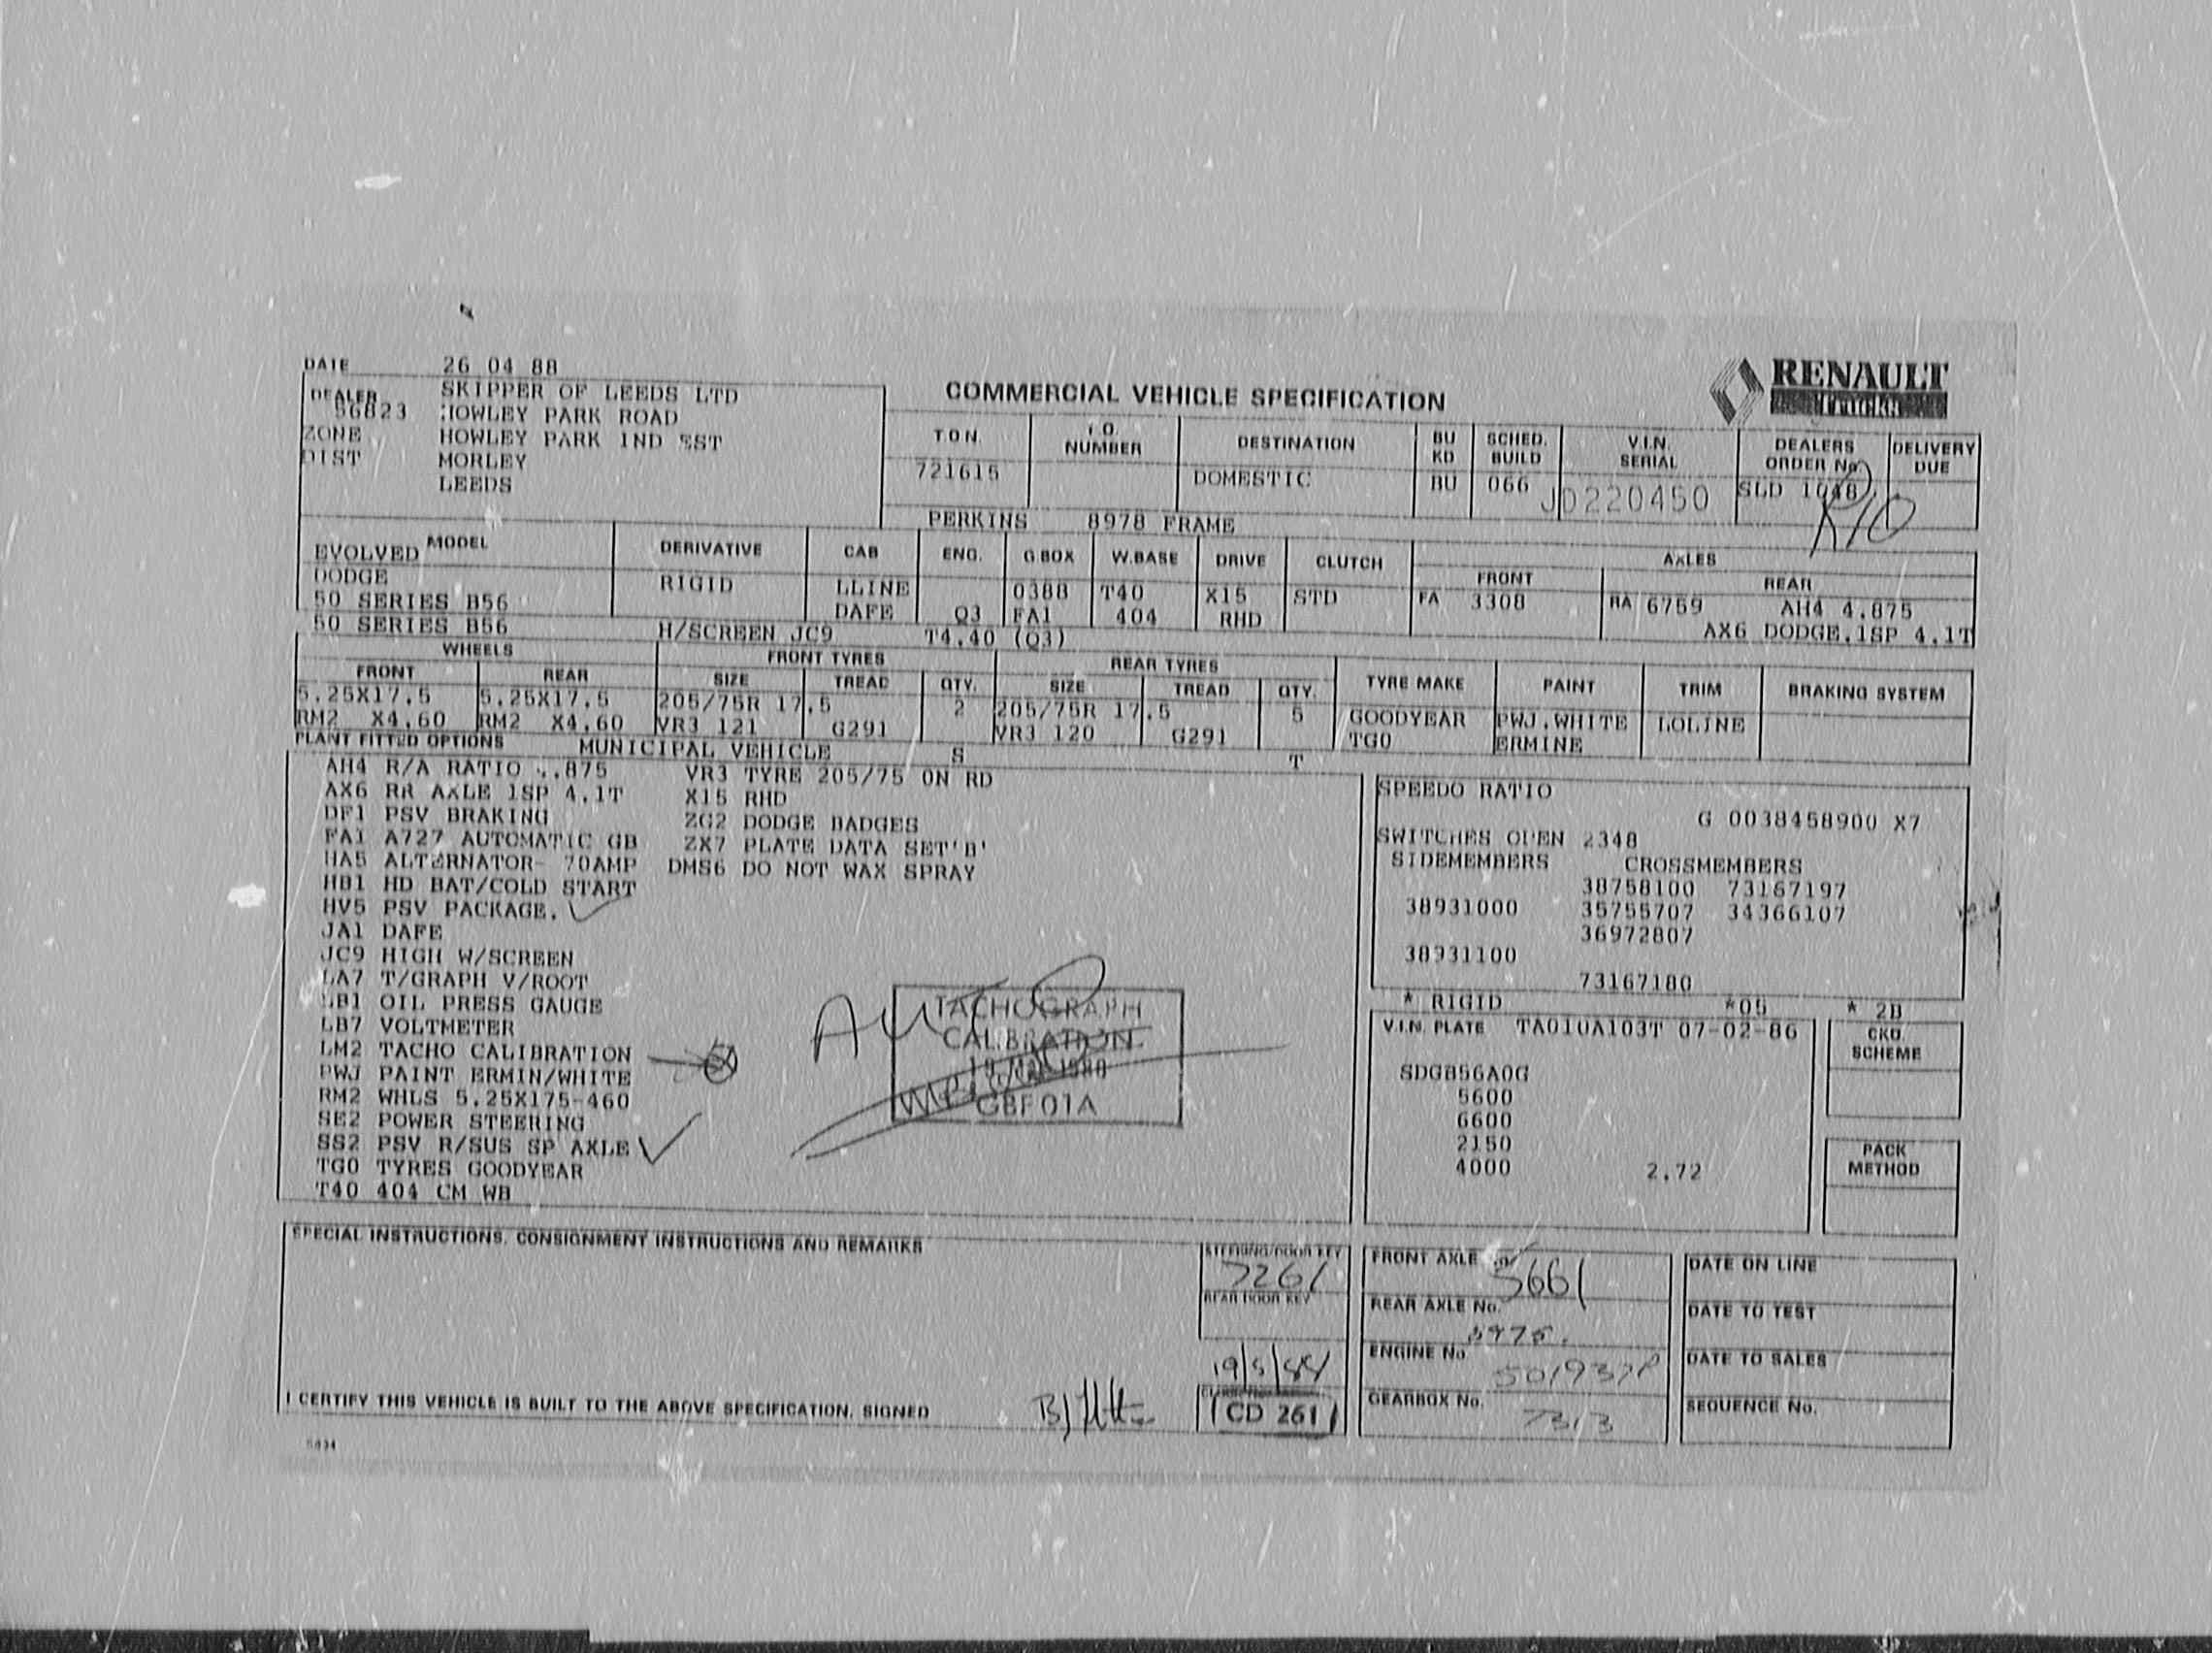 DATE 26 04 88
RENAULT
TRUCKS
DEALER SKIPPER OF LEEDS LTD
56823 HOWLEY PARK ROAD
ZONE HOWLEY PARK IND EST
DIST MORLEY
LEEDS
COMMERCIAL VEHICLE SPECIFICATION
T.O.N. NUMBER DESTINATION BU KD SCHED. BUILD V.I.N. SERIAL DEALERS ORDER No. DELIVERY DUE
721615 DOMESTIC BU 066 JD220450 SLD 1048
PERKINS 8978 FRAME
MODEL DERIVATIVE CAB ENG. G BOX W.BASE DRIVE CLUTCH AXLES
FRONT REAR
EVOLVED
DODGE RIGID LLINE 0388 T40 X15 STD FA 3308 RA 6759 AH4 4.875
50 SERIES B56 DAFE Q3 FA1 404 RHD
50 SERIES B56 H/SCREEN JC9 T4.40 (Q3) AX6 DODGE.1SP 4.1T
WHEELS FRONT TYRES REAR TYRES
FRONT REAR SIZE TREAD QTY. SIZE TREAD QTY. TYRE MAKE PAINT TRIM BRAKING SYSTEM
5.25X17.5 5.25X17.5 205/75R 17.5 2 205/75R 17.5 5 GOODYEAR PWJ.WHITE LOLINE
RM2 X4.60 RM2 X4.60 VR3 121 G291 VR3 120 G291 TG0 ERMINE
PLANT FITTED OPTIONS MUNICIPAL VEHICLE S T
AH4 R/A RATIO 4.875 VR3 TYRE 205/75 ON RD
AX6 RR AXLE 1SP 4.1T X15 RHD
DF1 PSV BRAKING ZG2 DODGE BADGES
FA1 A727 AUTOMATIC GB ZX7 PLATE DATA SET'B'
HA5 ALTERNATOR- 70AMP DMS6 DO NOT WAX SPRAY
HB1 HD BAT/COLD START
HV5 PSV PACKAGE.
JA1 DAFE
JC9 HIGH W/SCREEN
LA7 T/GRAPH V/ROOT
LB1 OIL PRESS GAUGE
LB7 VOLTMETER
LM2 TACHO CALIBRATION
PWJ PAINT ERMIN/WHITE
RM2 WHLS 5.25X175-460
SE2 POWER STEERING
SS2 PSV R/SUS SP AXLE
TG0 TYRES GOODYEAR
T40 404 CM WB
TACHOGRAPH
CALIBRATION
GBF01A
SPEEDO RATIO
G 0038458900 X7
SWITCHES OPEN 2348
SIDEMEMBERS CROSSMEMBERS
38758100 73167197
38931000 35755707 34366107
36972807
38931100
73167180
* RIGID *05 * 2B
V.I.N. PLATE TA010A103T 07-02-86
SDGB56A0G
5600
6600
2150
4000 2.72
CKD. SCHEME
PACK METHOD
SPECIAL INSTRUCTIONS, CONSIGNMENT INSTRUCTIONS AND REMARKS
STEERING/DOOR KEY
REAR DOOR KEY
CD 261
FRONT AXLE 5661
REAR AXLE No.
ENGINE No.
GEARBOX No. 7313
DATE ON LINE
DATE TO TEST
DATE TO SALES
SEQUENCE No.
I CERTIFY THIS VEHICLE IS BUILT TO THE ABOVE SPECIFICATION. SIGNED